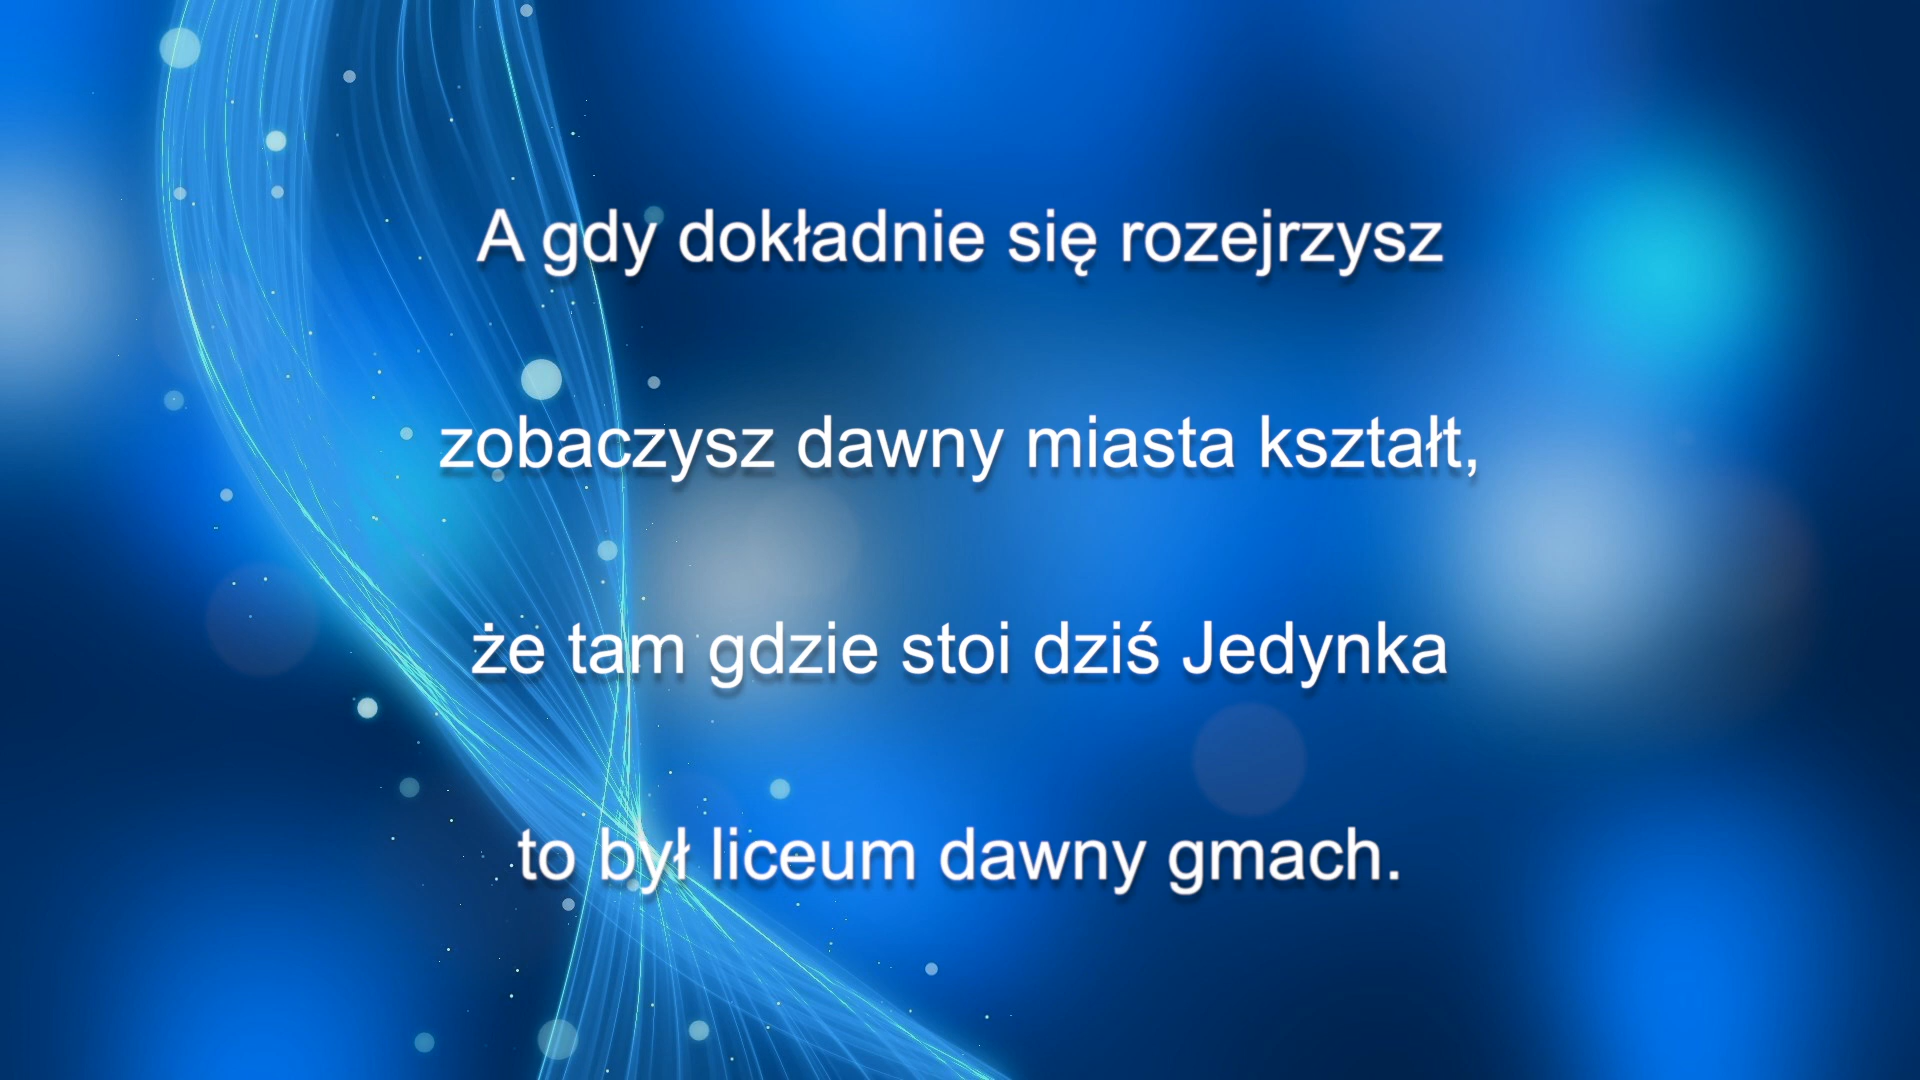 A gdy dokładnie się rozejrzysz
zobaczysz dawny miasta kształt,
że tam gdzie stoi dziś Jedynka
to był liceum dawny gmach.